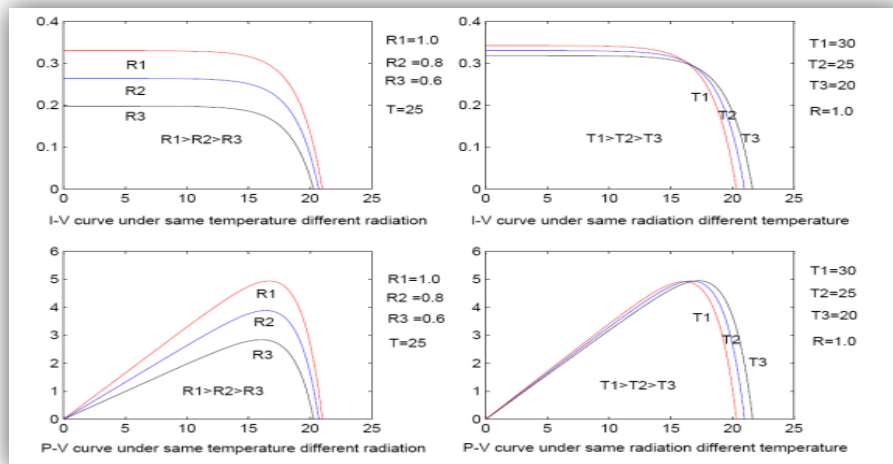 0.4
0.3
0.2
0.1
0
0 5 10 15 20 25
R1
R2
R3
R1>R2>R3
R1=1.0
R2 =0.8
R3 =0.6
T=25
I-V curve under same temperature different radiation
0.4
0.3
0.2
0.1
0
0 5 10 15 20 25
T1
T2
T3
T1>T2>T3
T1=30
T2=25
T3=20
R=1.0
I-V curve under same radiation different temperature
6
5
4
3
2
1
0
0 5 10 15 20 25
R1
R2
R3
R1>R2>R3
R1=1.0
R2 =0.8
R3 =0.6
T=25
P-V curve under same temperature different radiation
6
5
4
3
2
1
0
0 5 10 15 20 25
T1
T2
T3
T1>T2>T3
T1=30
T2=25
T3=20
R=1.0
P-V curve under same radiation different temperature